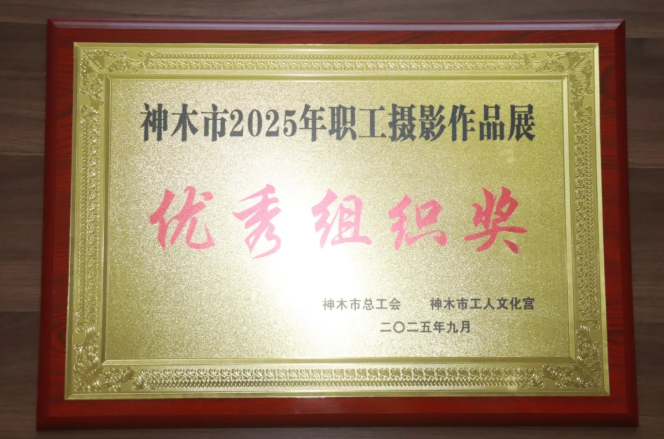 神木市2025年职工摄影作品展
优秀组织奖
神木市总工会 神木市工人文化宫
二〇二五年九月